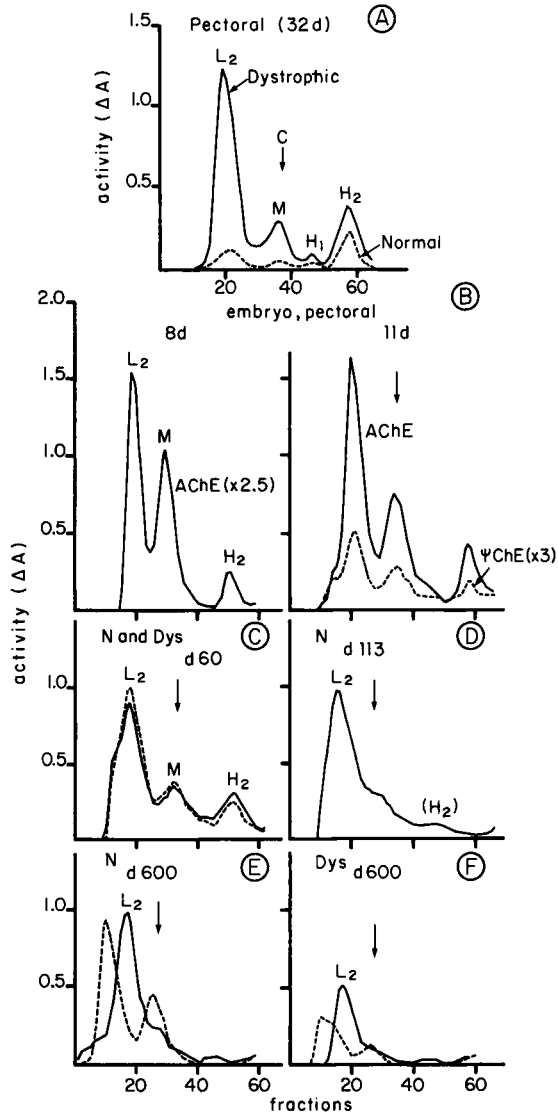 Pectoral (32d)
A
1.5
L2
Dystrophic
1.0
C
0.5
M
H1
H2
Normal
activity (ΔA)
20 40 60
embryo, pectoral
B
2.0
8d
11d
L2
1.5
M
AChE
1.0
AChE(x2.5)
0.5
H2
ΨChE(x3)
activity (ΔA)
N and Dys
d 60
C
N
d 113
D
L2
L2
1.0
M
H2
0.5
(H2)
N
d 600
E
Dys
d600
F
L2
1.0
L2
0.5
20 40 60
20 40 60
fractions